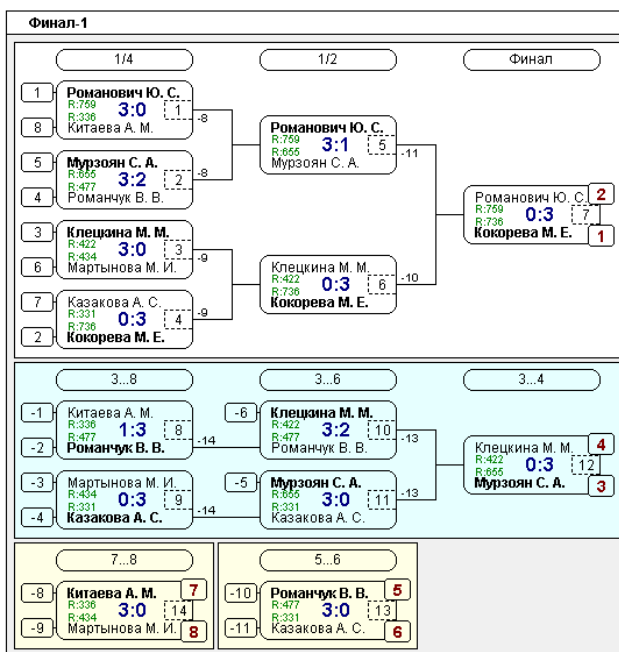 Финал-1
1/4 1/2 Финал
1 Романович Ю. С.
R:759 3:0 1
R:336
8 Китаева А. М.
-8
5 Мурзоян С. А.
R:655 3:2 2
R:477
4 Романчук В. В.
-8
Романович Ю. С.
R:759 3:1 5
R:655
Мурзоян С. А.
-11
3 Клецкина М. М.
R:422 3:0 3
R:434
6 Мартынова М. И.
-9
7 Казакова А. С.
R:331 0:3 4
R:736
2 Кокорева М. Е.
-9
Клецкина М. М.
R:422 0:3 6
R:736
Кокорева М. Е.
-10
Романович Ю. С. 2
R:759 0:3 7
R:736
Кокорева М. Е. 1
3...8 3...6 3...4
-1 Китаева А. М.
R:336 1:3 8
R:477
-2 Романчук В. В.
-14
-3 Мартынова М. И.
R:434 0:3 9
R:331
-4 Казакова А. С.
-14
-6 Клецкина М. М.
R:422 3:2 10
R:477
Романчук В. В.
-13
-5 Мурзоян С. А.
R:655 3:0 11
R:331
Казакова А. С.
-13
Клецкина М. М. 4
R:422 0:3 12
R:655
Мурзоян С. А. 3
7...8
-8 Китаева А. М. 7
R:336 3:0 14
R:434
-9 Мартынова М. И. 8
5...6
-10 Романчук В. В. 5
R:477 3:0 13
R:331
-11 Казакова А. С. 6